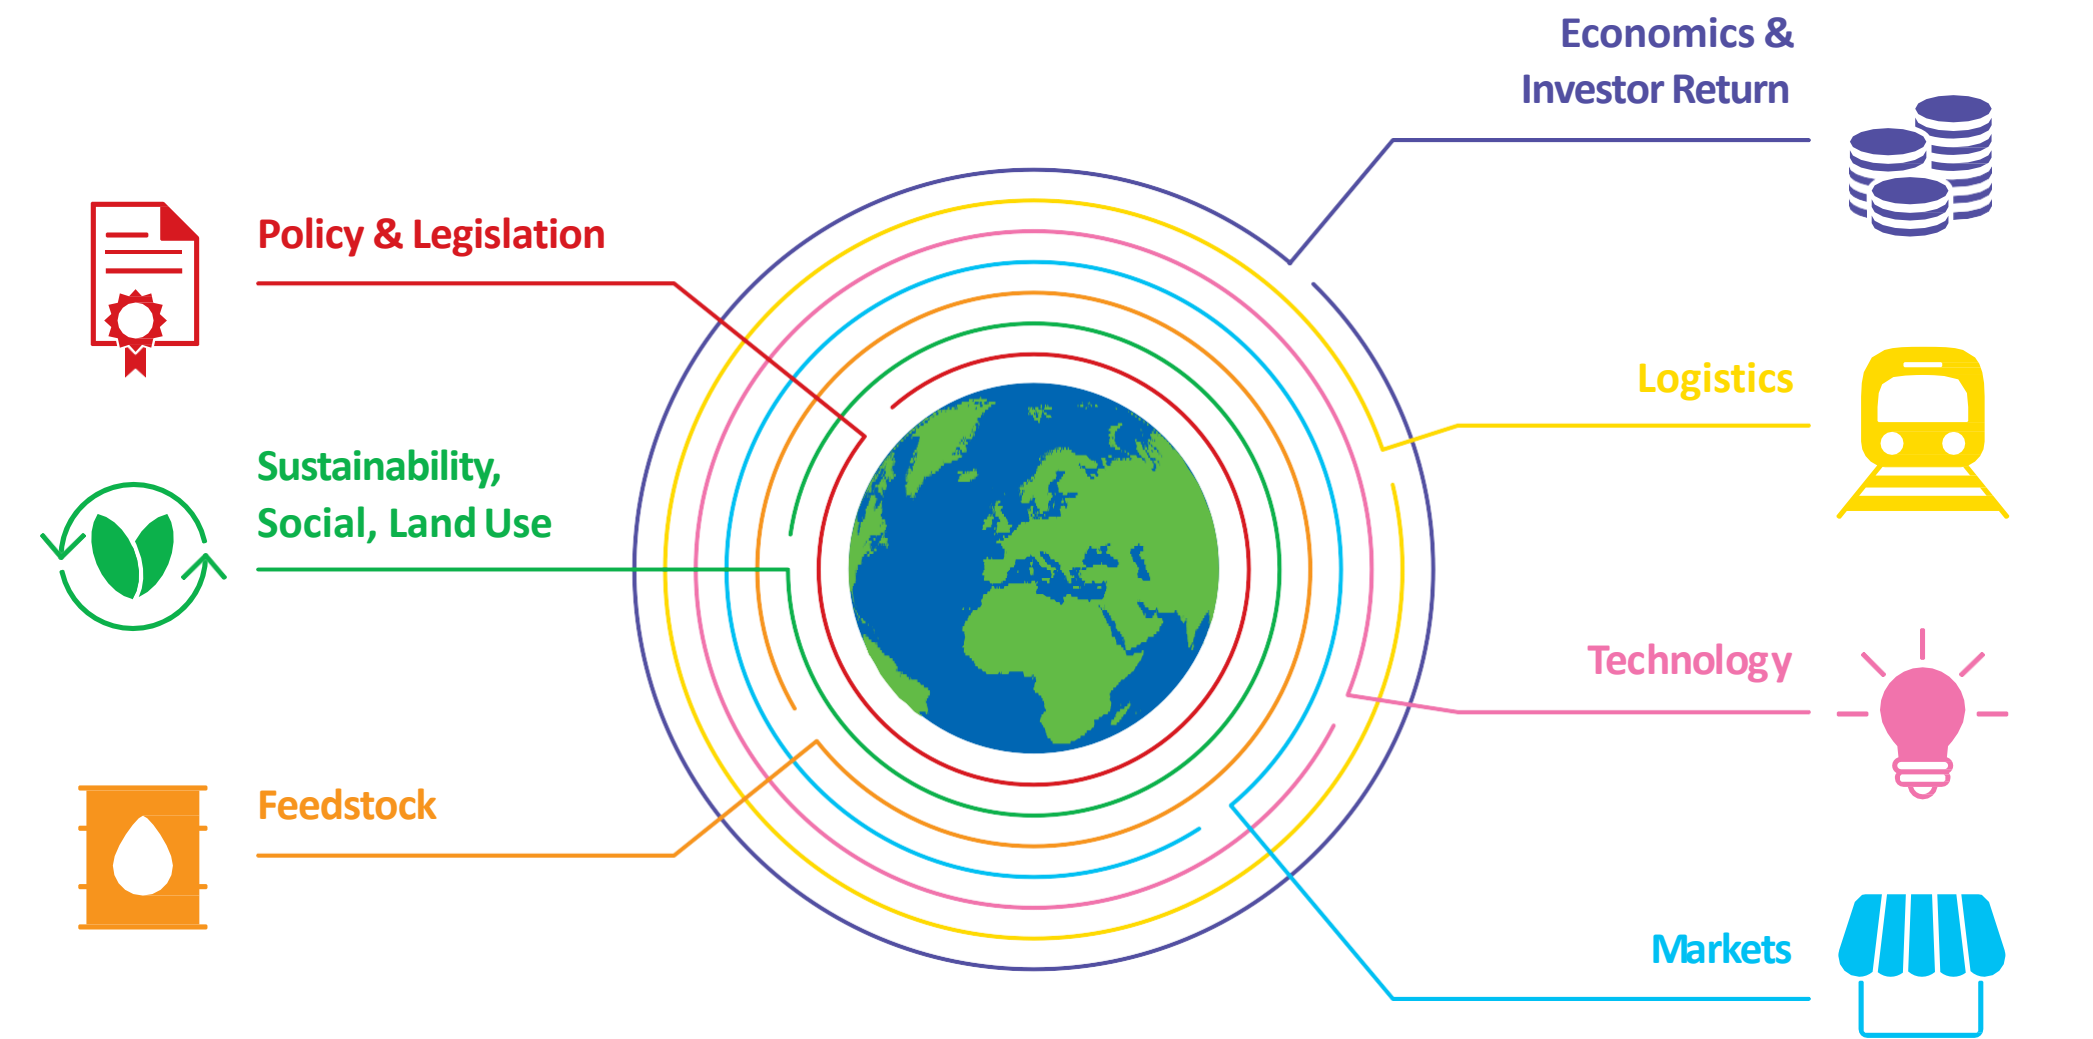 Economics &
Investor Return
Policy & Legislation
Logistics
Sustainability,
Social, Land Use
Technology
Feedstock
Markets